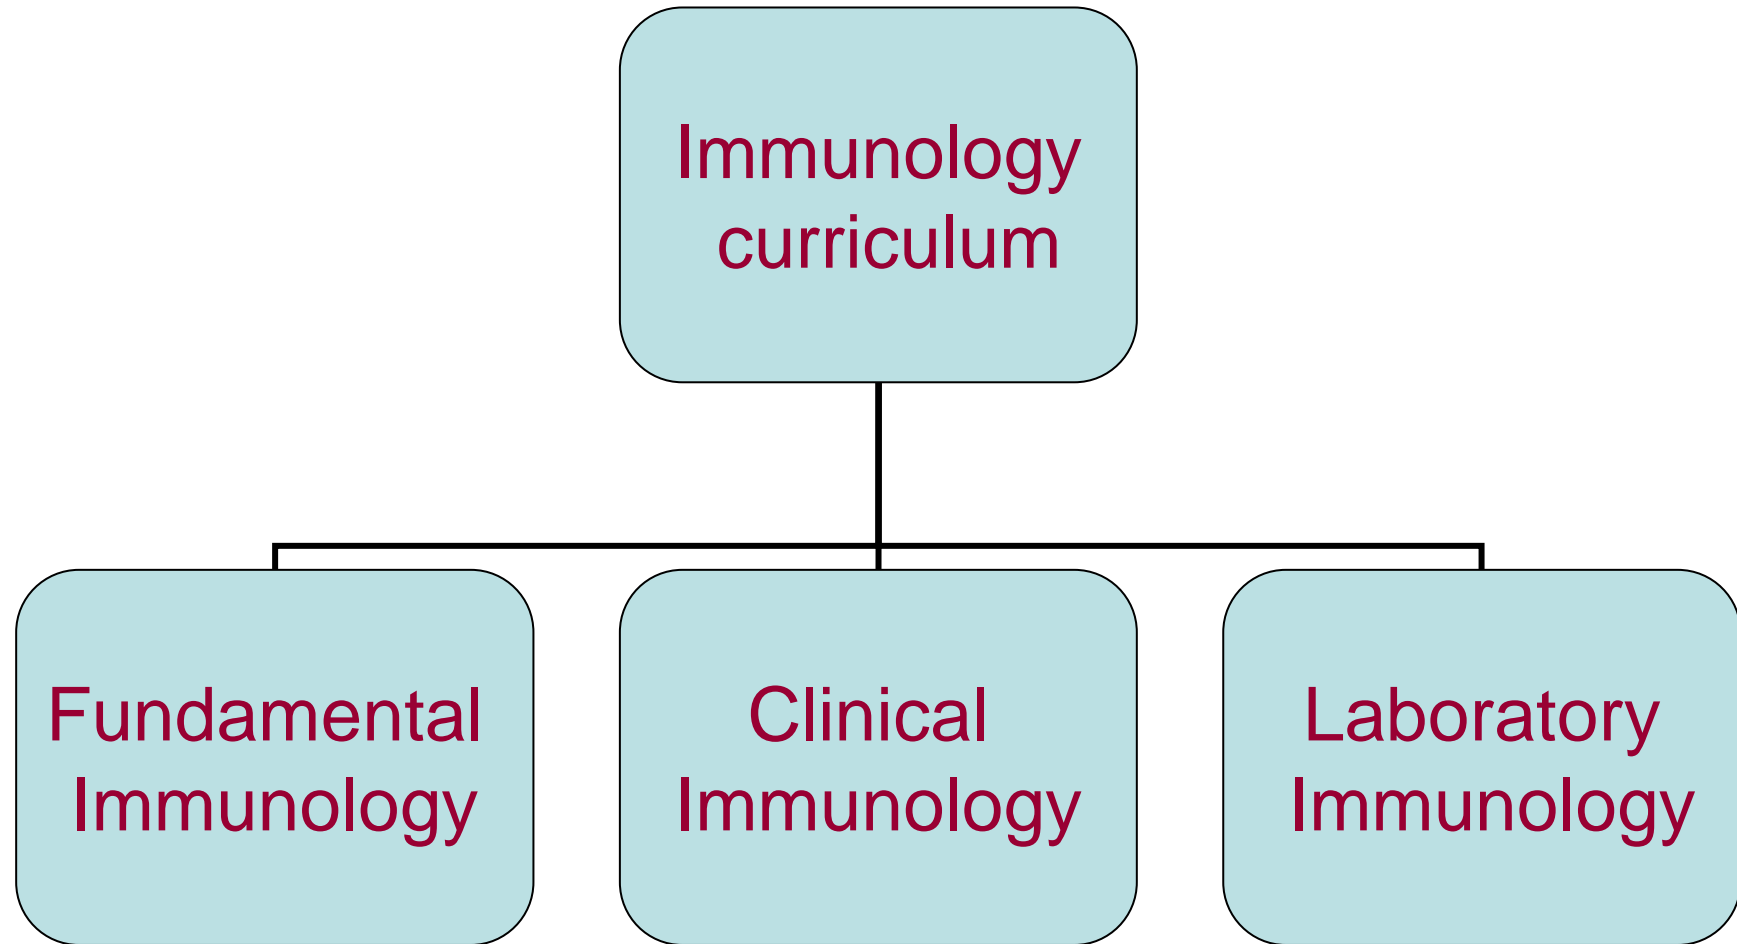 Immunology
curriculum
Fundamental
Immunology
Clinical
Immunology
Laboratory
Immunology